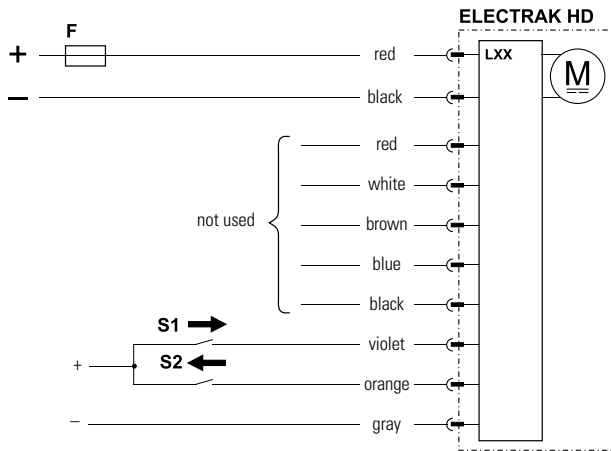 ELECTRAK HD
F
+ red LXX
M
− black
red
white
not used brown
blue
black
S1 violet
+ S2
orange
− gray